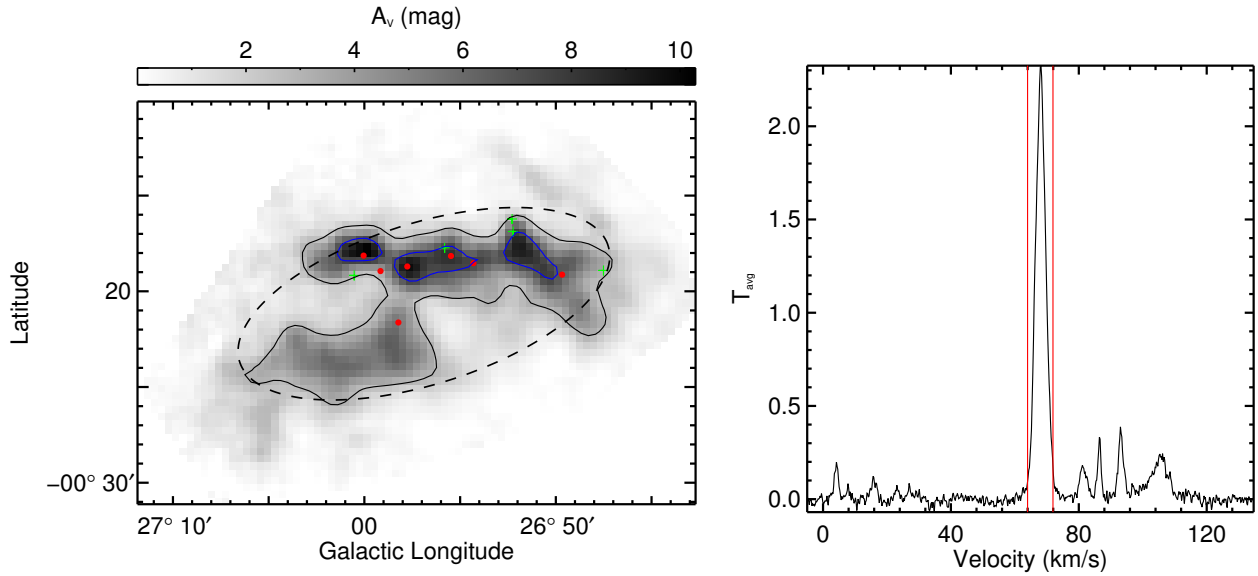 Aᵥ (mag)
2 4 6 8 10
Latitude
20
−00° 30′
27° 10′ 00 26° 50′
Galactic Longitude
T_avg
2.0
1.5
1.0
0.5
0.0
0 40 80 120
Velocity (km/s)